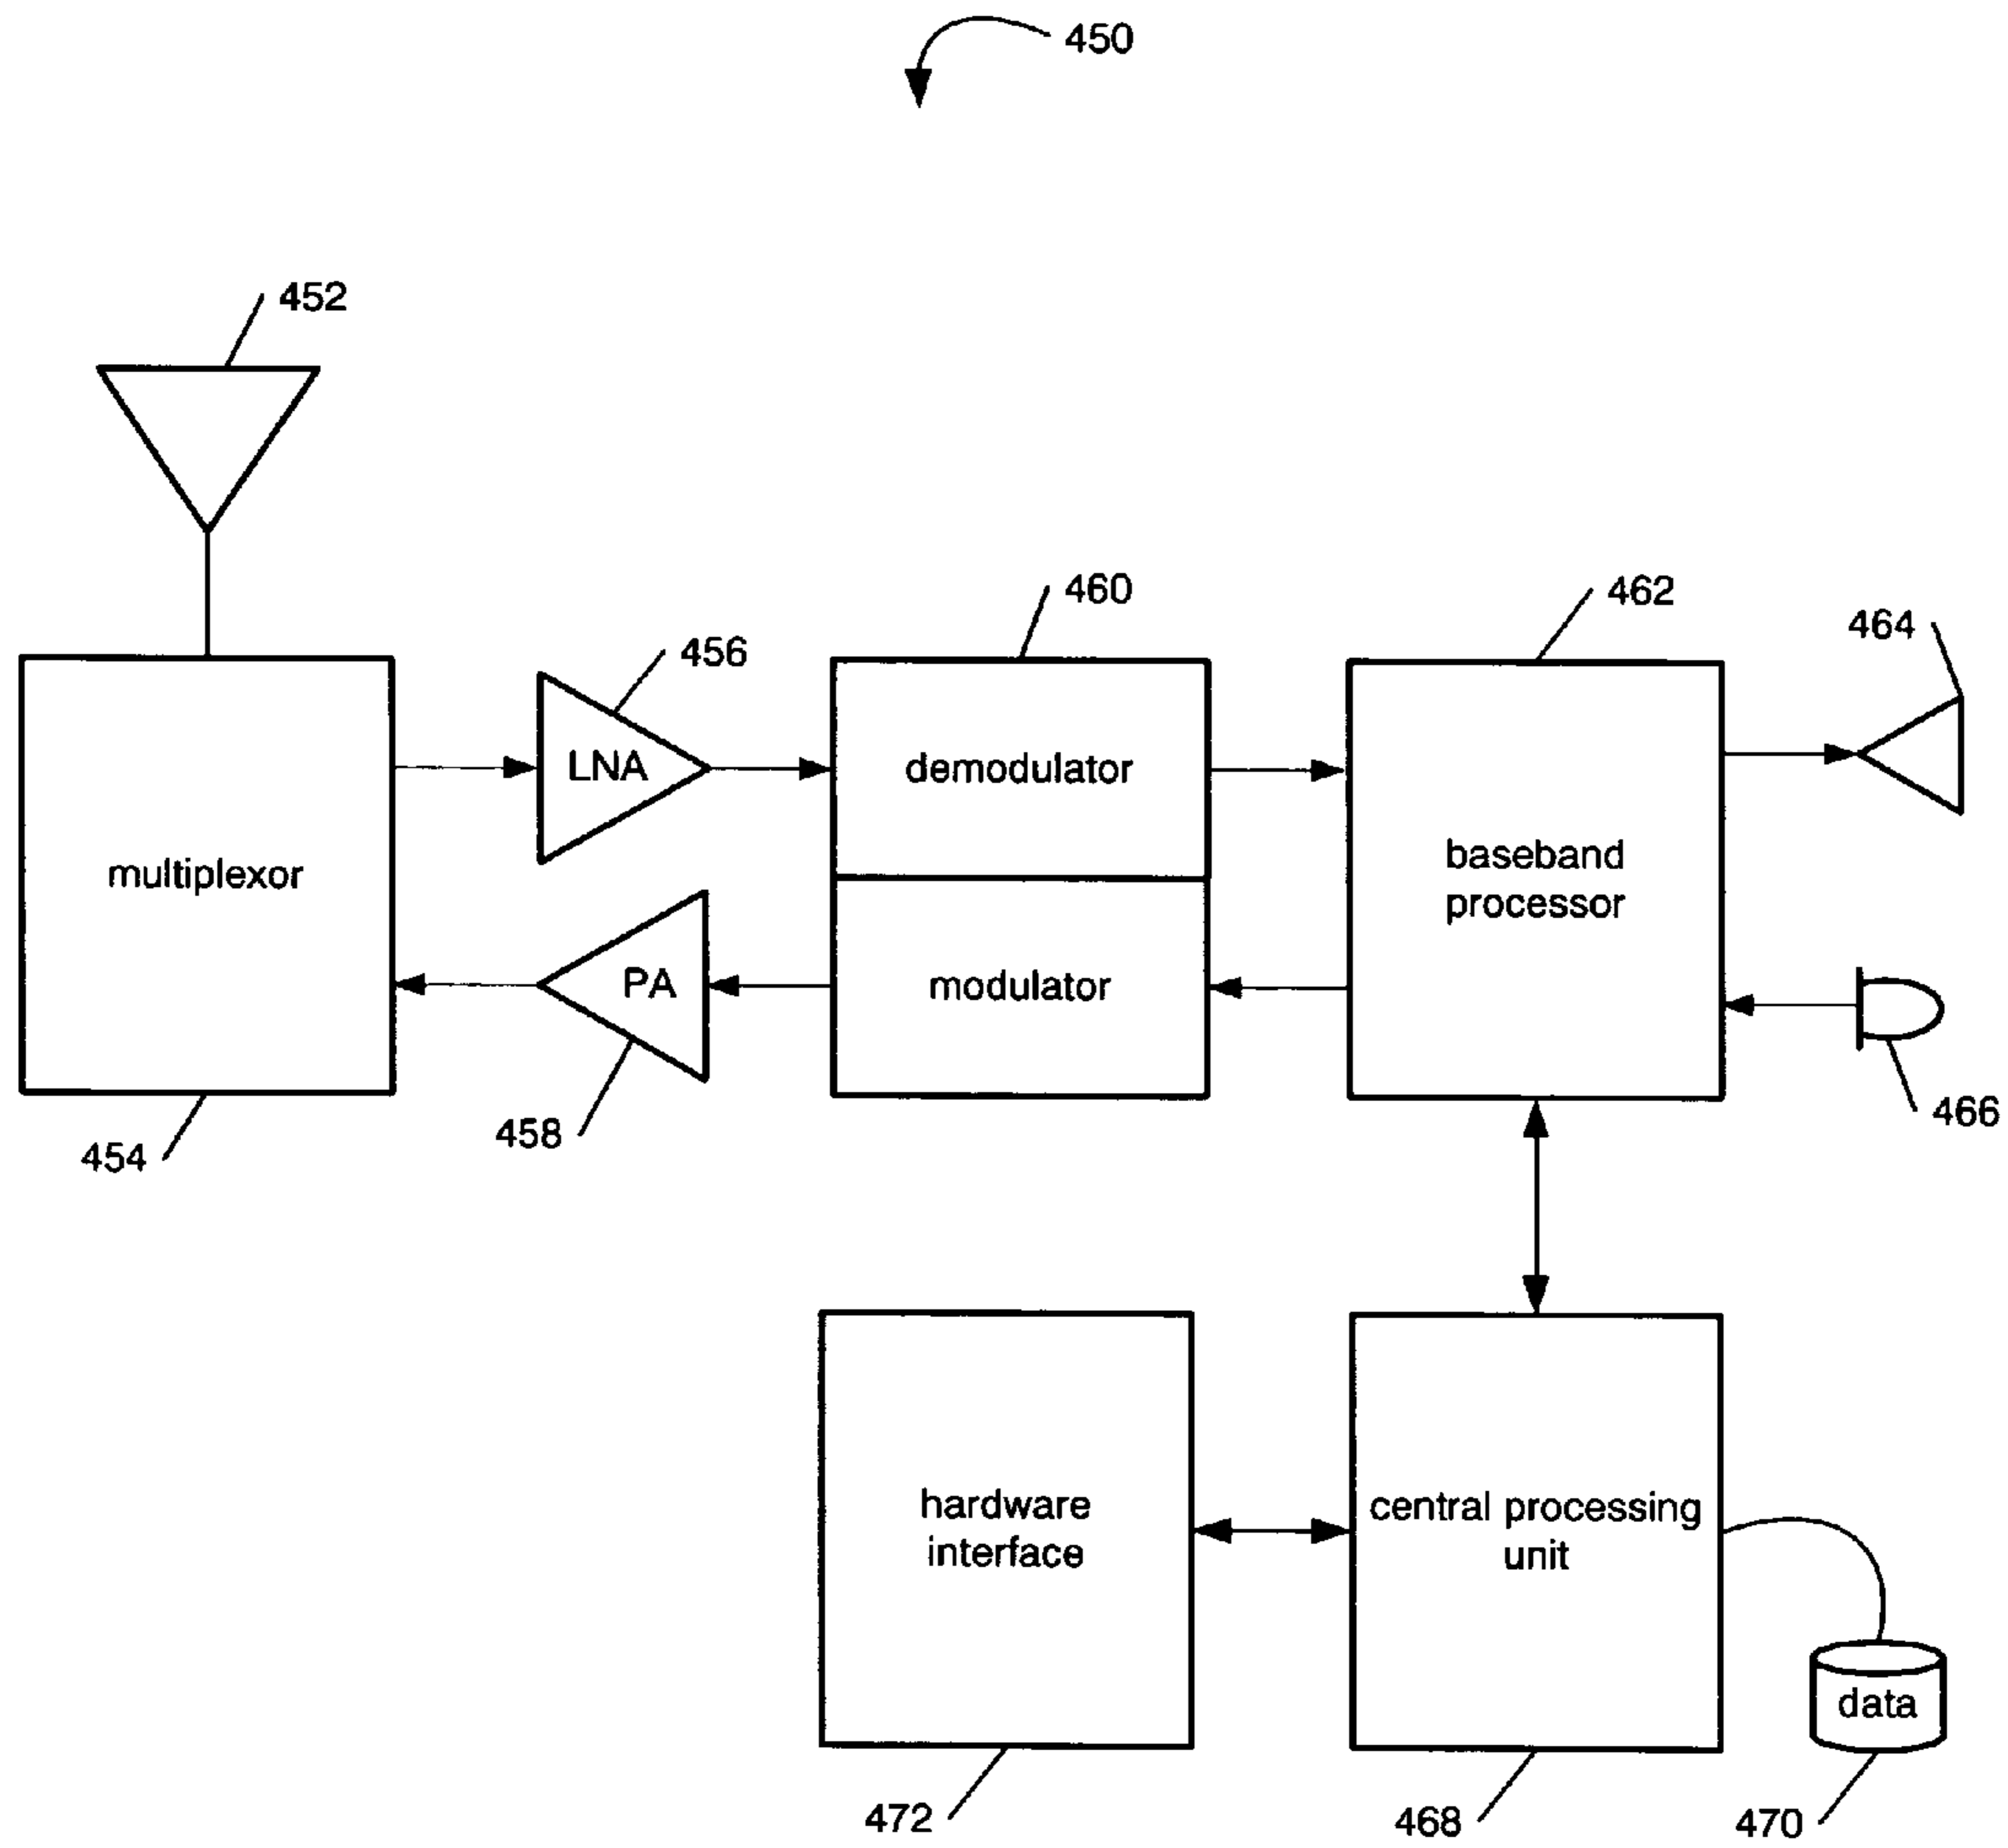 450
452
460
462
464
456
LNA
demodulator
multiplexor
baseband
processor
PA
modulator
466
458
454
hardware
interface
central processing
unit
data
472
468
470